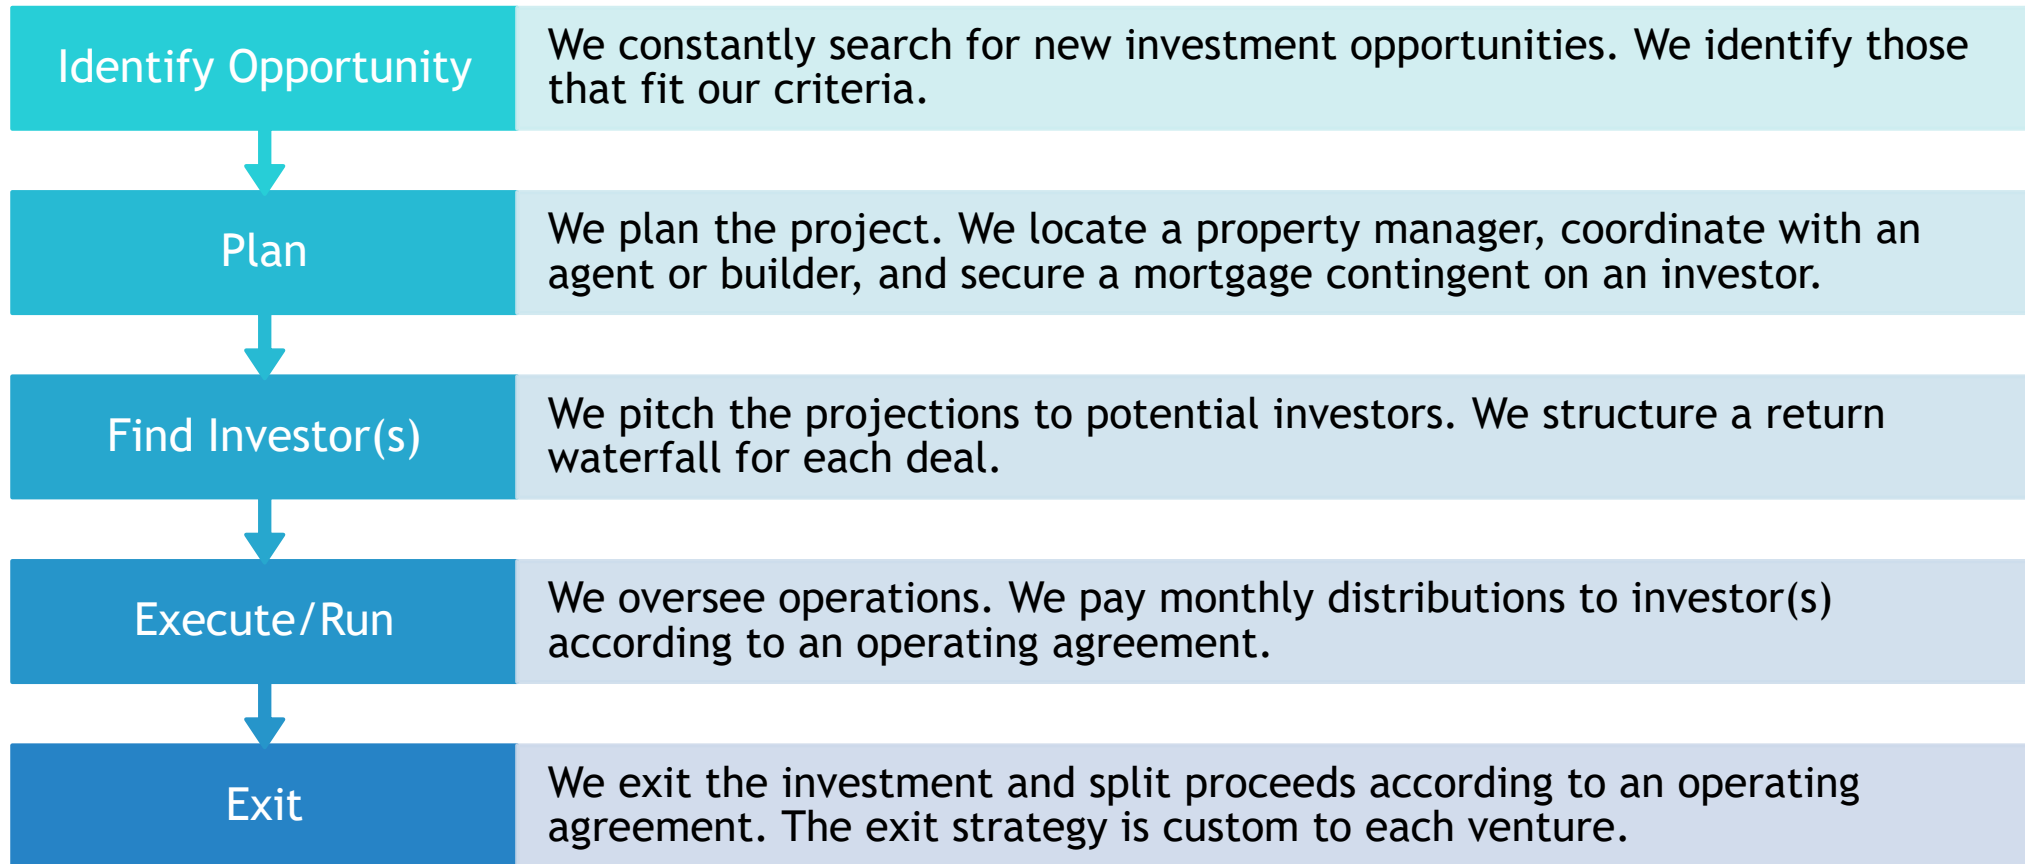 Identify Opportunity
We constantly search for new investment opportunities. We identify those
that fit our criteria.
Plan
We plan the project. We locate a property manager, coordinate with an
agent or builder, and secure a mortgage contingent on an investor.
Find Investor(s)
We pitch the projections to potential investors. We structure a return
waterfall for each deal.
Execute/Run
We oversee operations. We pay monthly distributions to investor(s)
according to an operating agreement.
Exit
We exit the investment and split proceeds according to an operating
agreement. The exit strategy is custom to each venture.